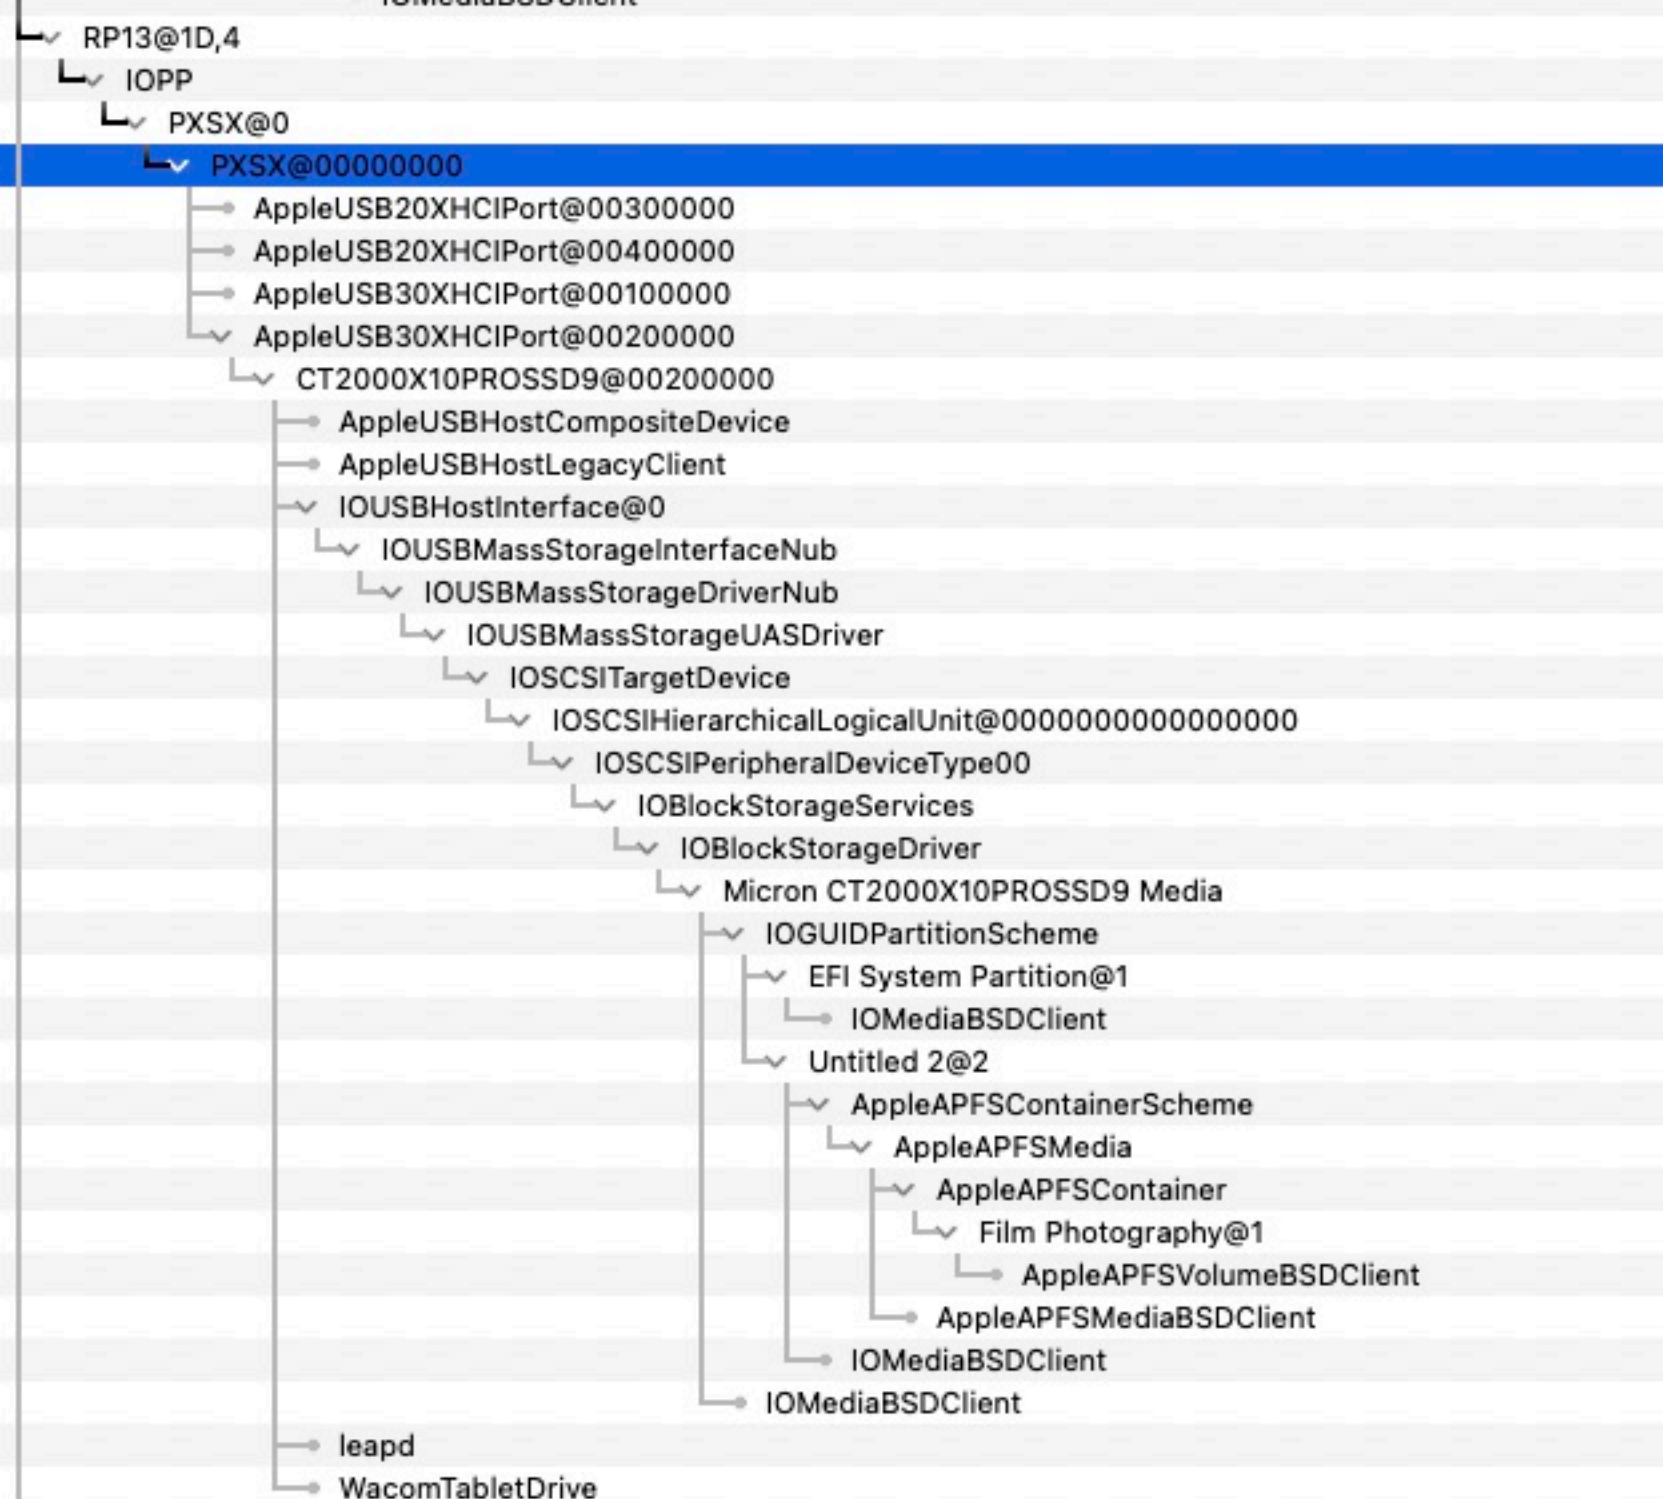 IOMediaBSDClient
RP13@1D,4
IOPP
PXSX@0
PXSX@00000000
AppleUSB20XHCIPort@00300000
AppleUSB20XHCIPort@00400000
AppleUSB30XHCIPort@00100000
AppleUSB30XHCIPort@00200000
CT2000X10PROSSD9@00200000
AppleUSBHostCompositeDevice
AppleUSBHostLegacyClient
IOUSBHostInterface@0
IOUSBMassStorageInterfaceNub
IOUSBMassStorageDriverNub
IOUSBMassStorageUASDriver
IOSCSITargetDevice
IOSCSIHierarchicalLogicalUnit@0000000000000000
IOSCSIPeripheralDeviceType00
IOBlockStorageServices
IOBlockStorageDriver
Micron CT2000X10PROSSD9 Media
IOGUIDPartitionScheme
EFI System Partition@1
IOMediaBSDClient
Untitled 2@2
AppleAPFSContainerScheme
AppleAPFSMedia
AppleAPFSContainer
Film Photography@1
AppleAPFSVolumeBSDClient
AppleAPFSMediaBSDClient
IOMediaBSDClient
IOMediaBSDClient
leapd
WacomTabletDrive